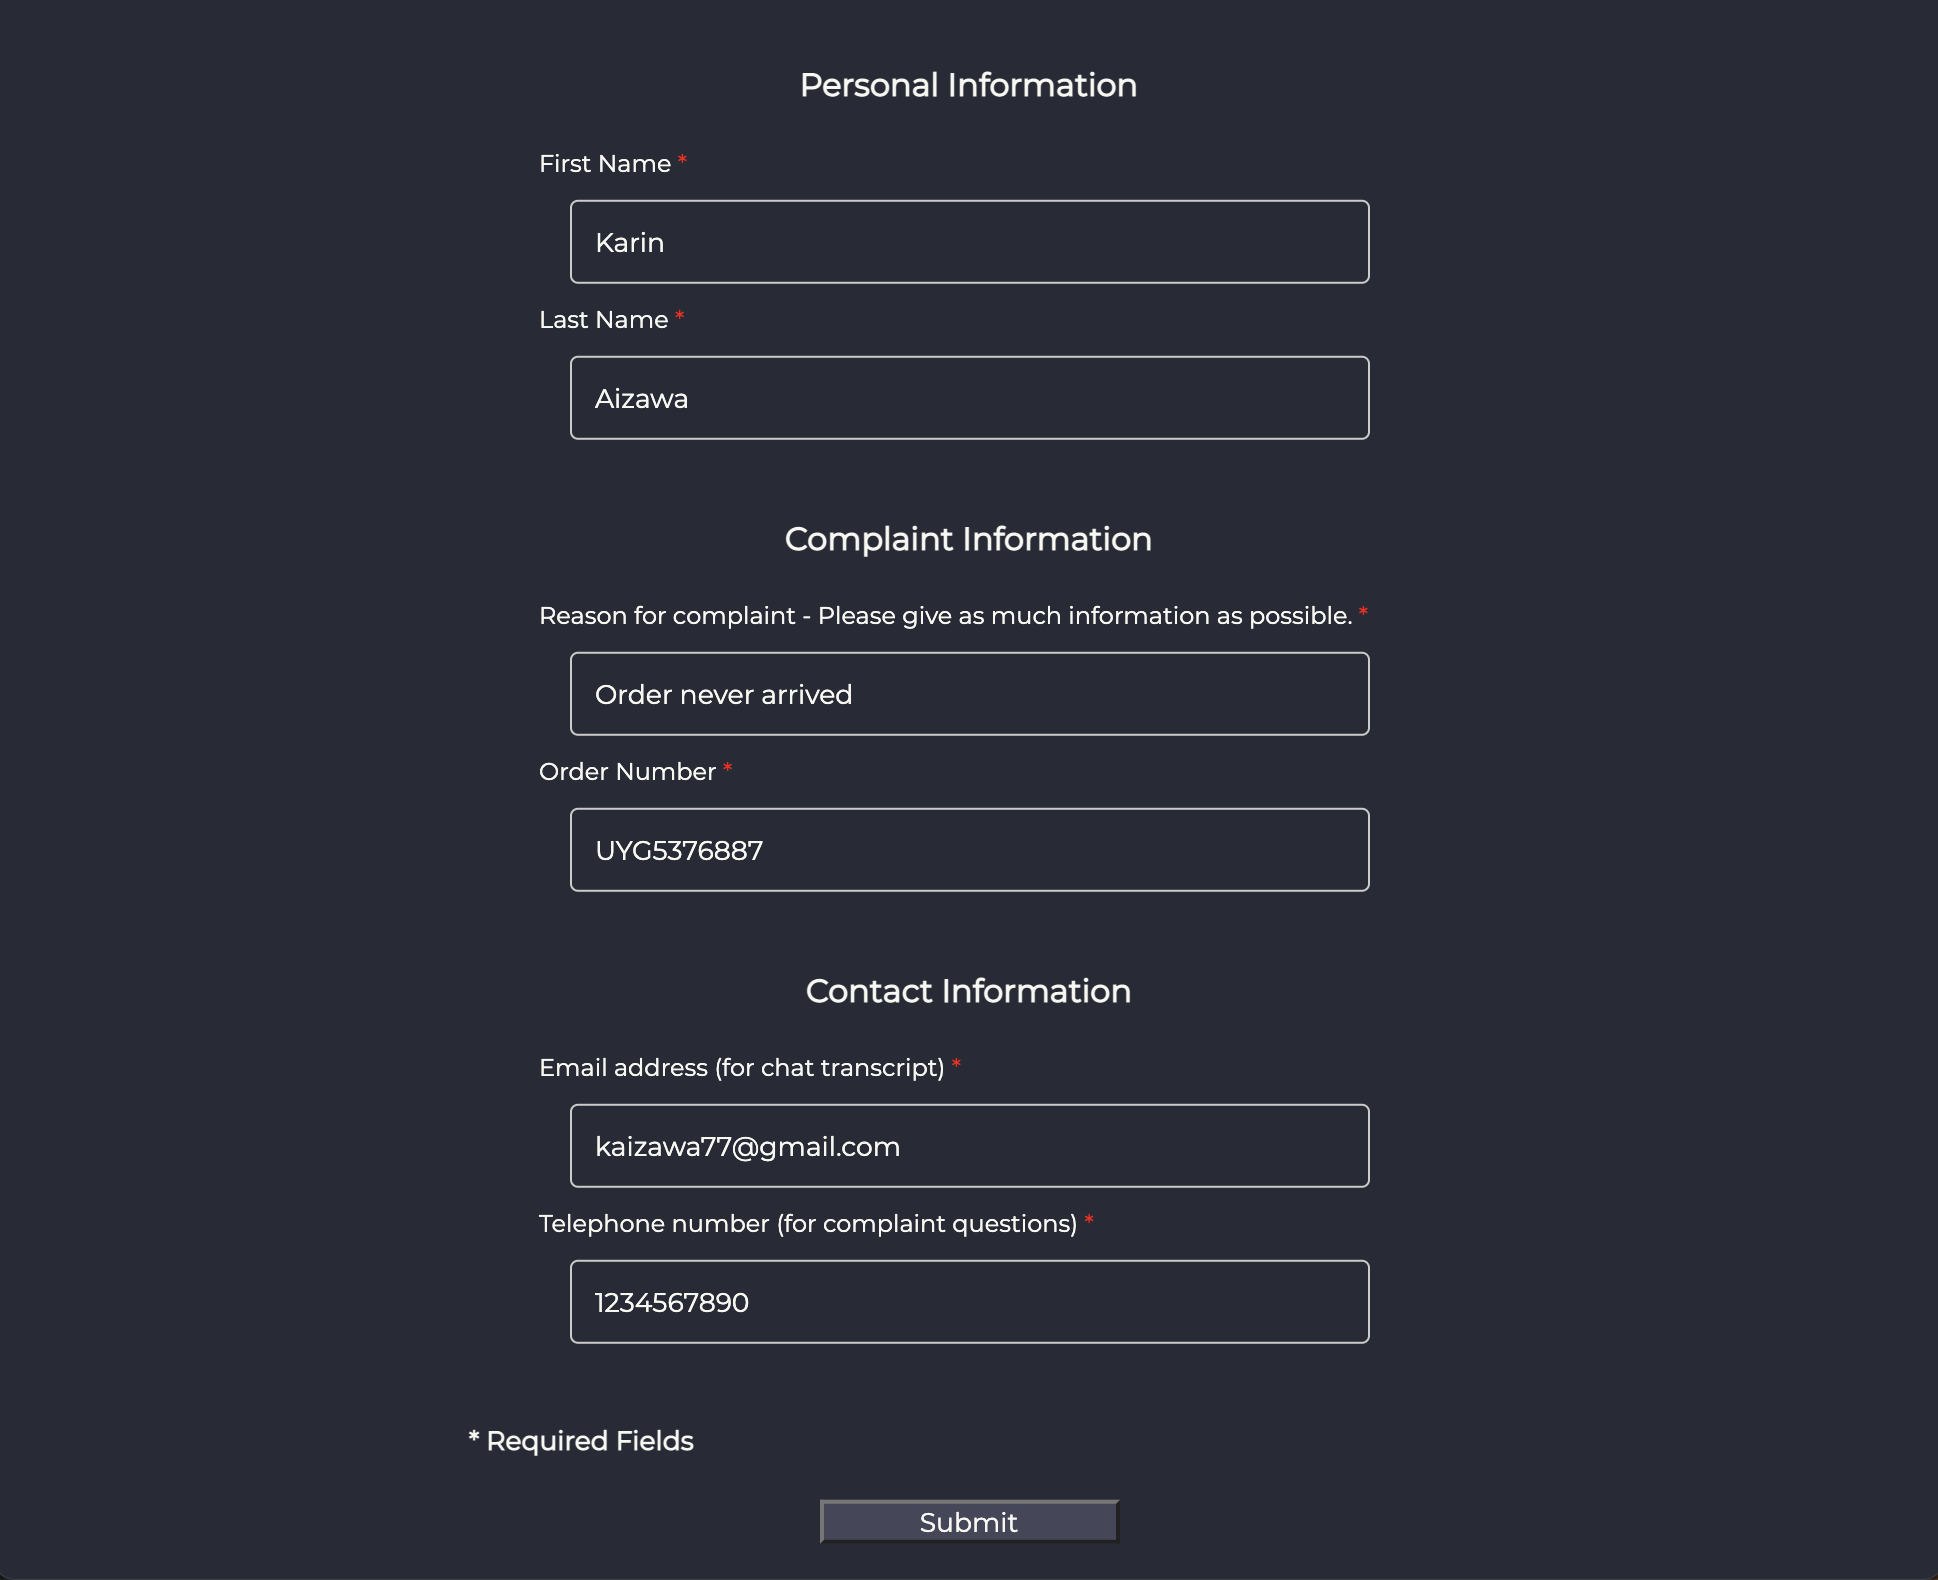 Personal Information
First Name *
Karin
Last Name *
Aizawa
Complaint Information
Reason for complaint - Please give as much information as possible. *
Order never arrived
Order Number *
UYG5376887
Contact Information
Email address (for chat transcript) *
kaizawa77@gmail.com
Telephone number (for complaint questions) *
1234567890
* Required Fields
Submit